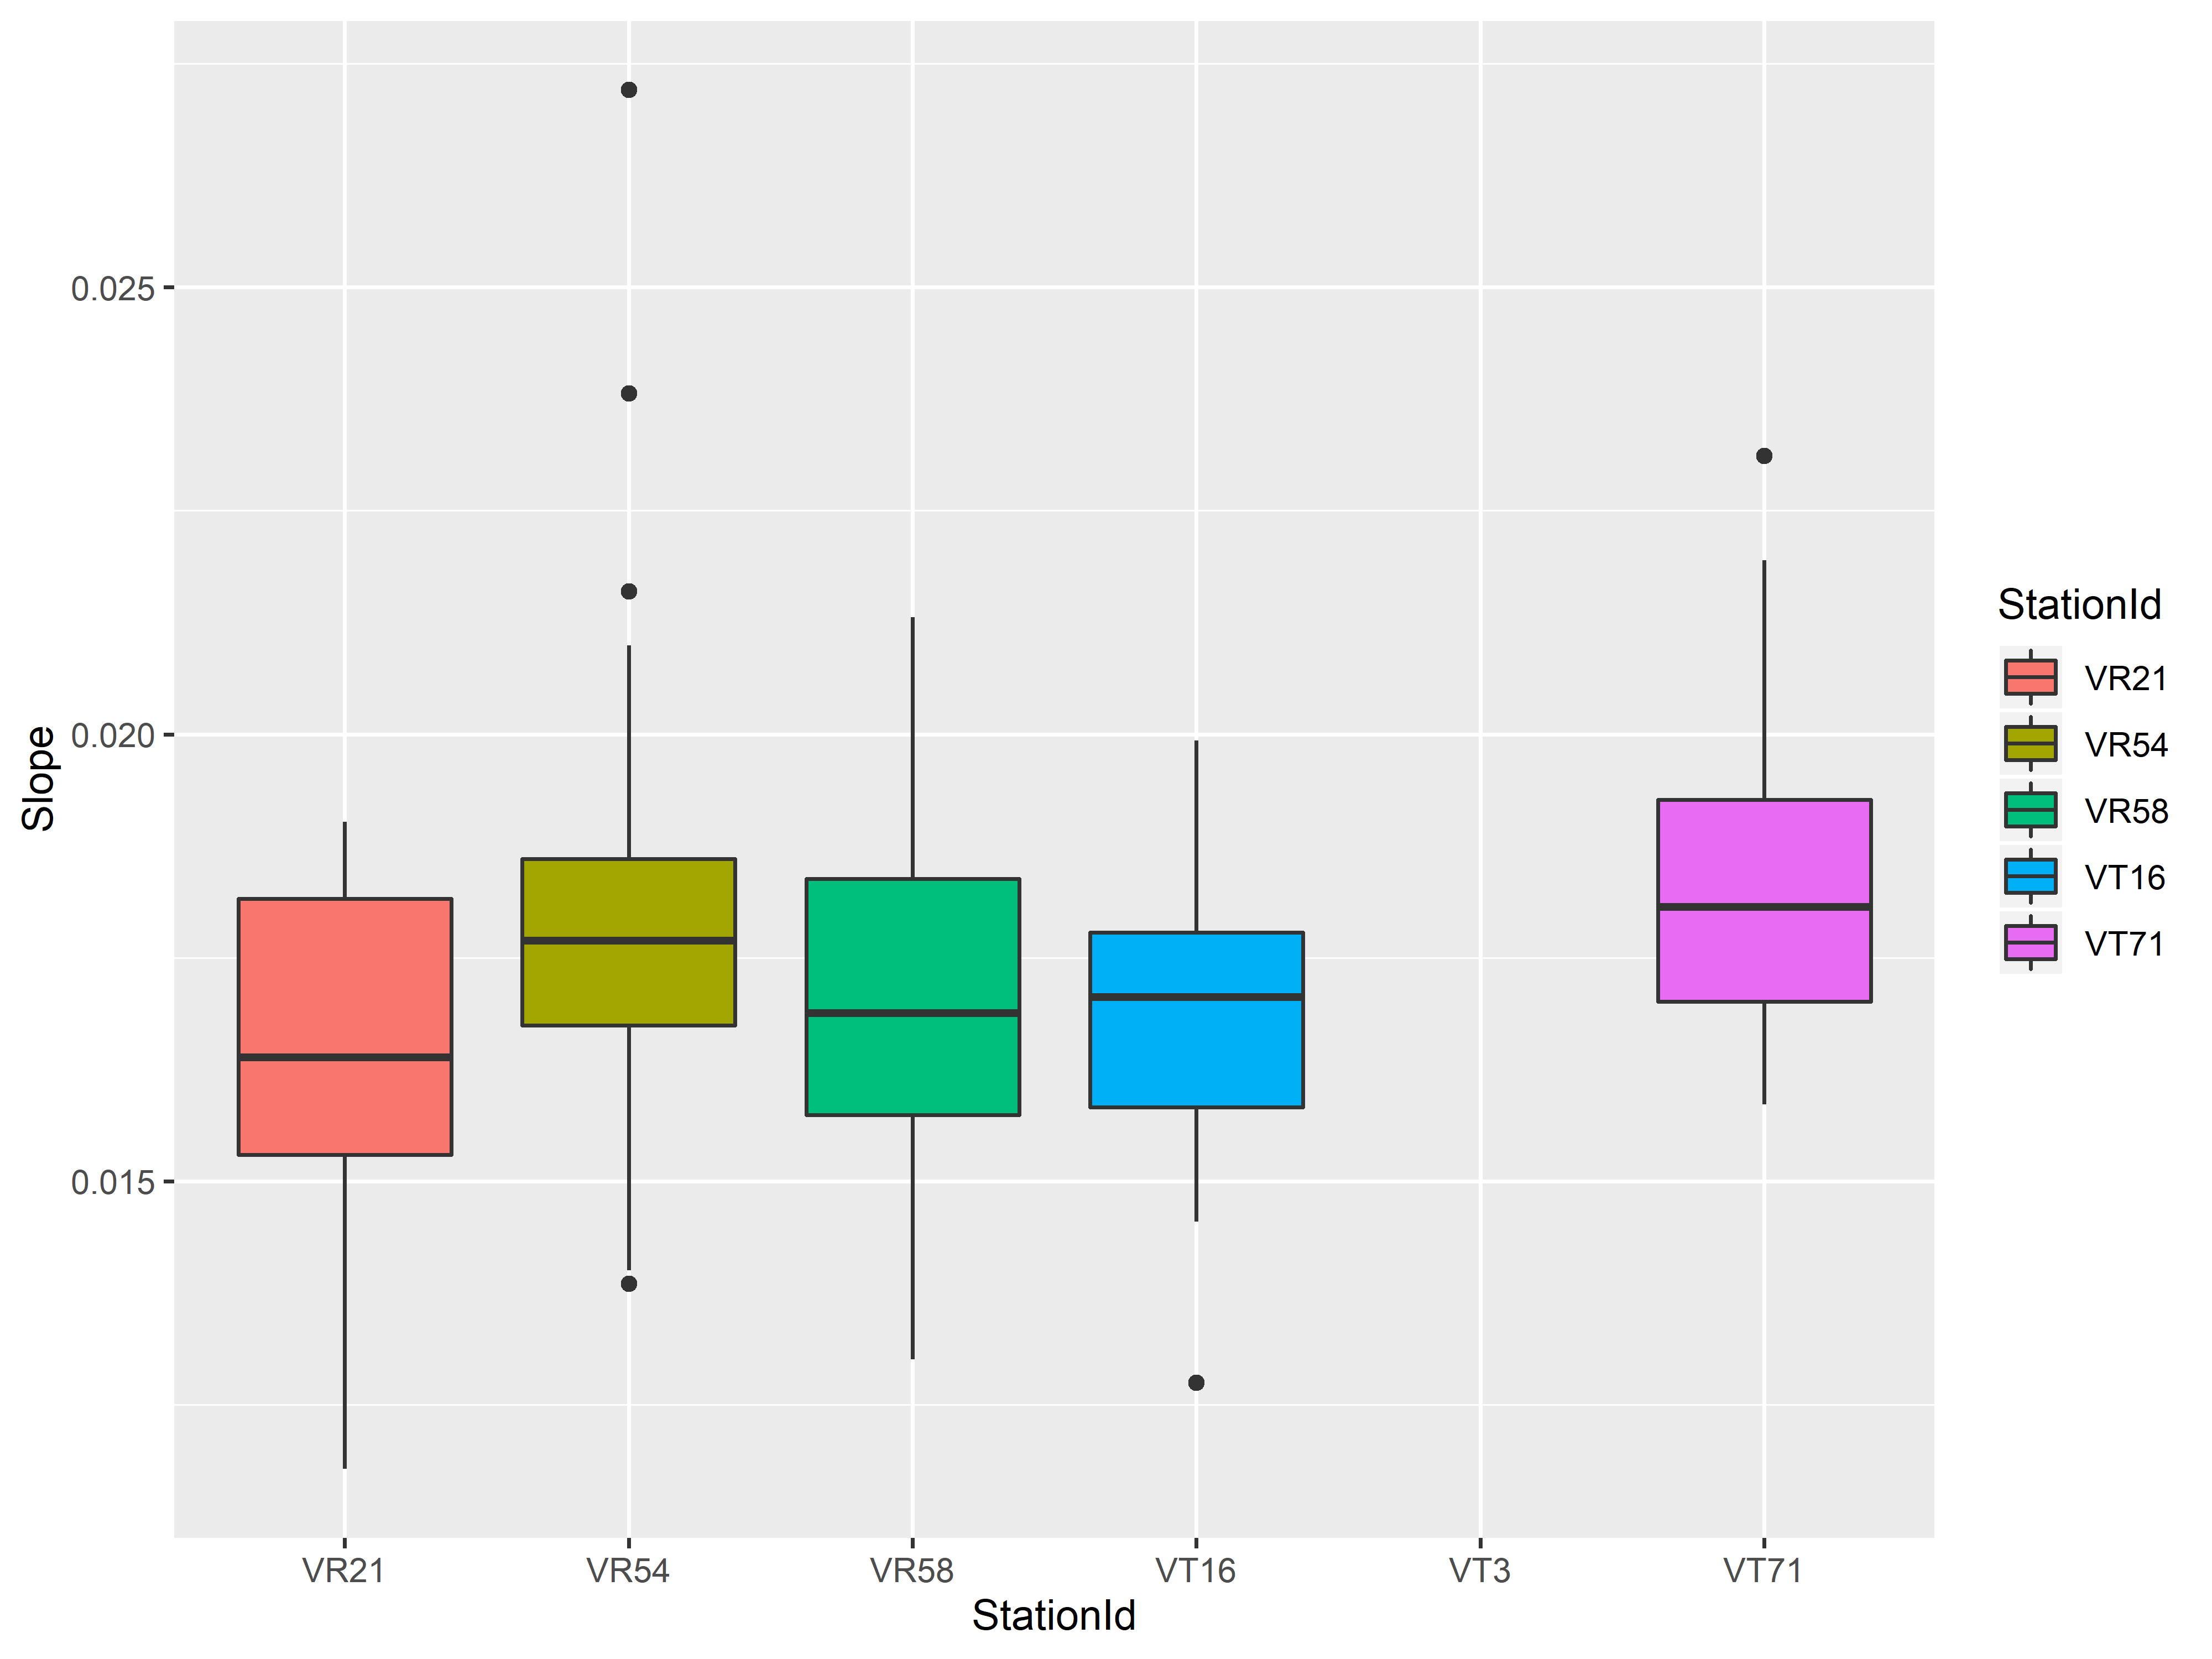 0.025
0.020
0.015
Slope
VR21
VR54
VR58
VT16
VT3
VT71
StationId
StationId
VR21
VR54
VR58
VT16
VT71